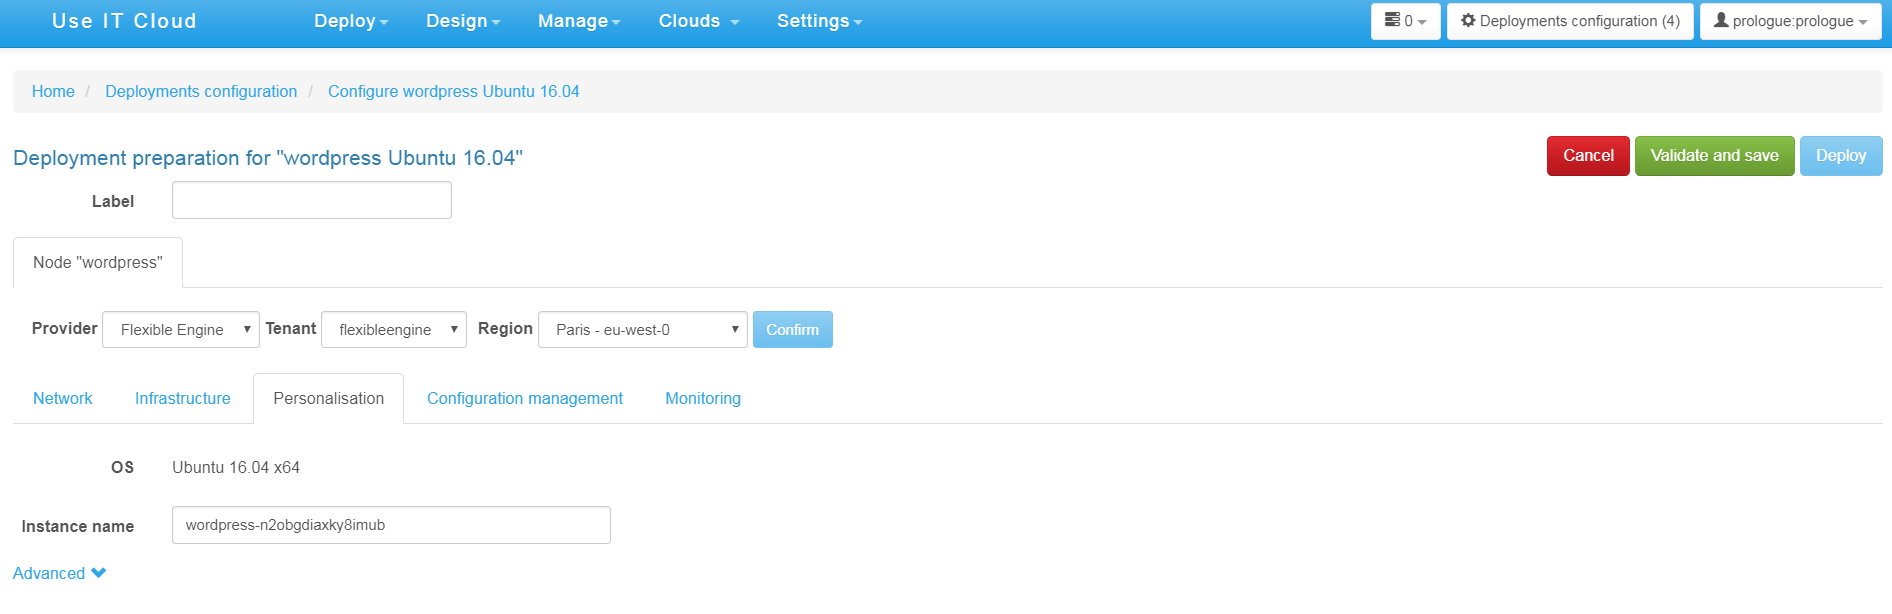 Use IT Cloud Deploy Design Manage Clouds Settings 0 Deployments configuration (4) prologue:prologue
Home / Deployments configuration / Configure wordpress Ubuntu 16.04
Deployment preparation for "wordpress Ubuntu 16.04" Cancel Validate and save Deploy
Label
Node "wordpress"
Provider Flexible Engine Tenant flexibleengine Region Paris - eu-west-0 Confirm
Network Infrastructure Personalisation Configuration management Monitoring
OS Ubuntu 16.04 x64
Instance name wordpress-n2obgdiaxky8imub
Advanced